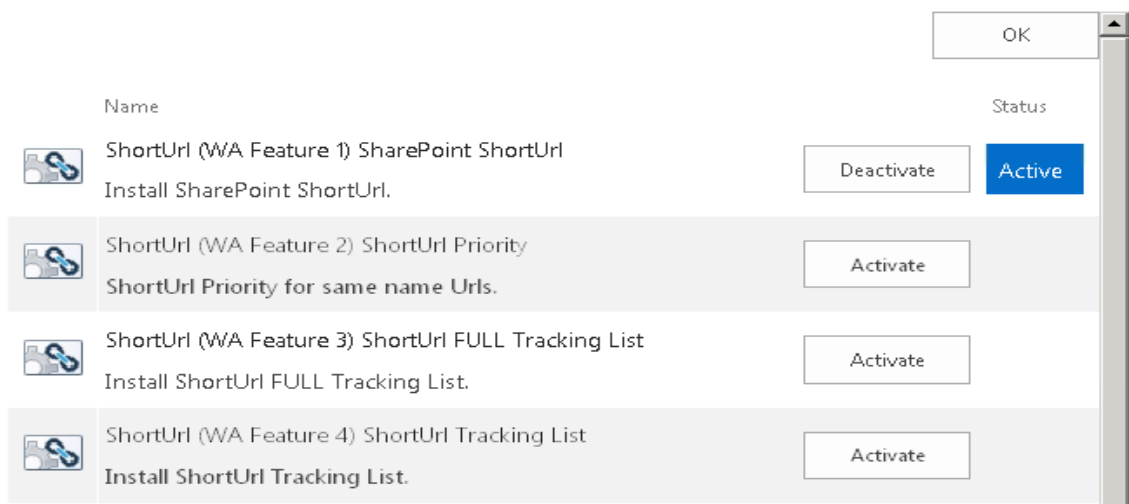 OK
Name Status
ShortUrl (WA Feature 1) SharePoint ShortUrl
Install SharePoint ShortUrl.
Deactivate Active
ShortUrl (WA Feature 2) ShortUrl Priority
ShortUrl Priority for same name Urls.
Activate
ShortUrl (WA Feature 3) ShortUrl FULL Tracking List
Install ShortUrl FULL Tracking List.
Activate
ShortUrl (WA Feature 4) ShortUrl Tracking List
Install ShortUrl Tracking List.
Activate